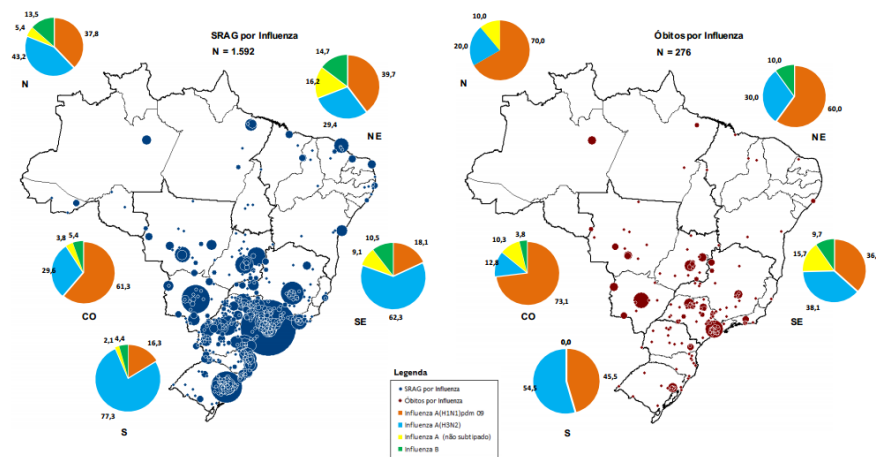 SRAG por Influenza
N = 1.592
13,5
5,4
37,8
43,2
N
14,7
16,2
39,7
29,4
NE
3,8
5,4
29,6
61,3
CO
10,5
18,1
9,1
62,3
SE
2,1
4,4
16,3
77,3
S
Óbitos por Influenza
N = 276
10,0
20,0
70,0
N
10,0
30,0
60,0
NE
10,3
3,8
12,8
73,1
CO
9,7
15,7
36,
38,1
SE
0,0
54,5
45,5
S
Legenda
SRAG por Influenza
Óbitos por Influenza
Influenza A(H1N1)pdm 09
Influenza A(H3N2)
Influenza A (não subtipado)
Influenza B